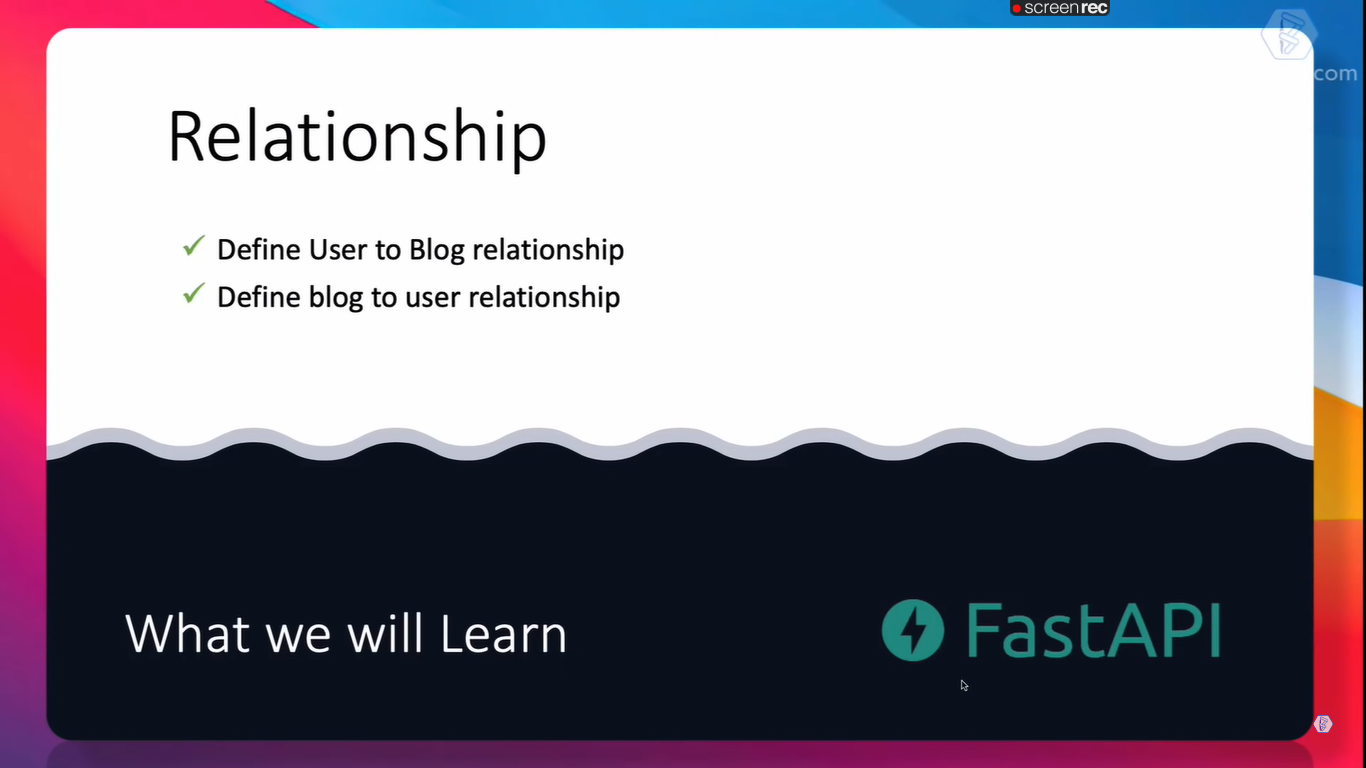 screenrec
com
Relationship
✓ Define User to Blog relationship
✓ Define blog to user relationship
What we will Learn
FastAPI